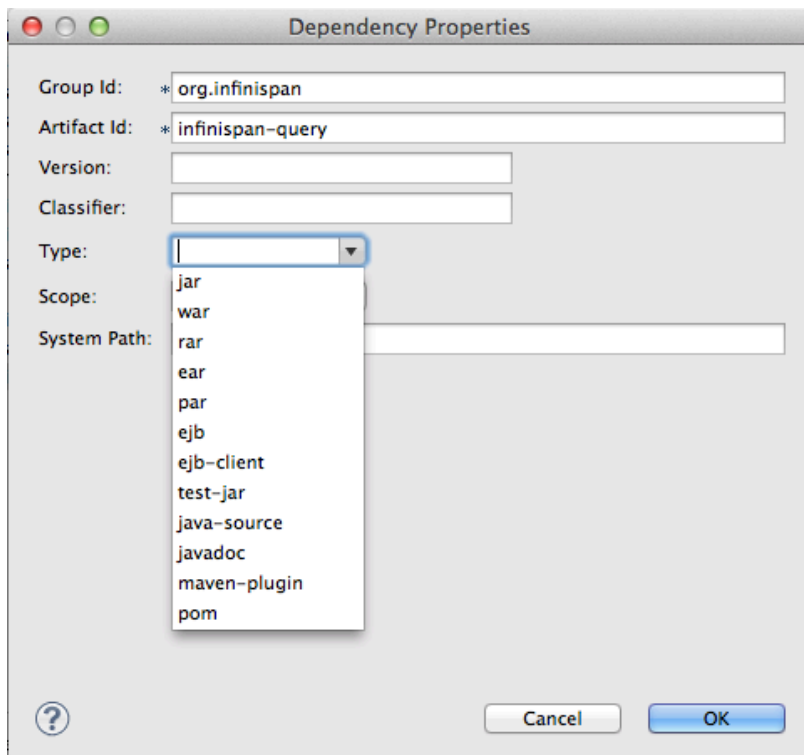 Dependency Properties
Group Id: * org.infinispan
Artifact Id: * infinispan-query
Version:
Classifier:
Type:
jar
Scope:
war
rar
System Path:
ear
par
ejb
ejb-client
test-jar
java-source
javadoc
maven-plugin
pom
? Cancel OK